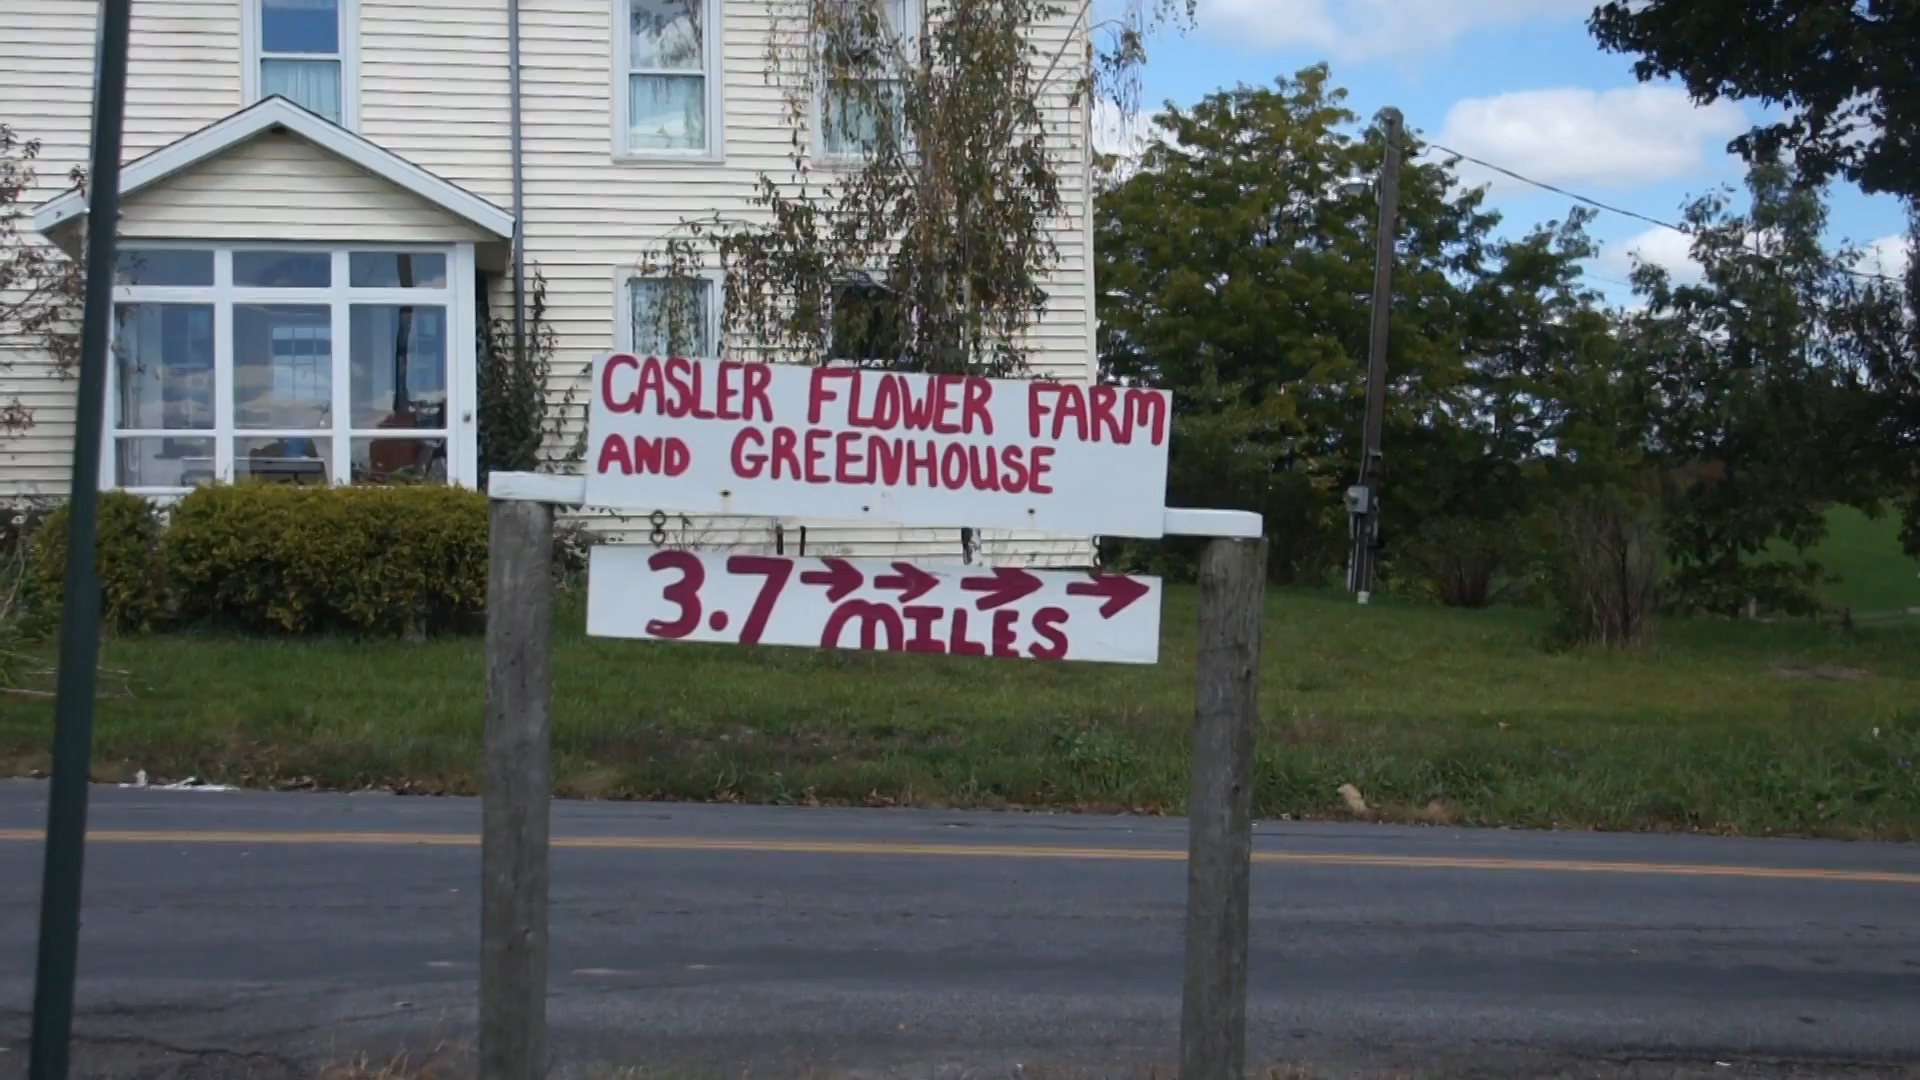 CASLER FLOWER FARM
AND GREENHOUSE
3.7 →→→→
MILES